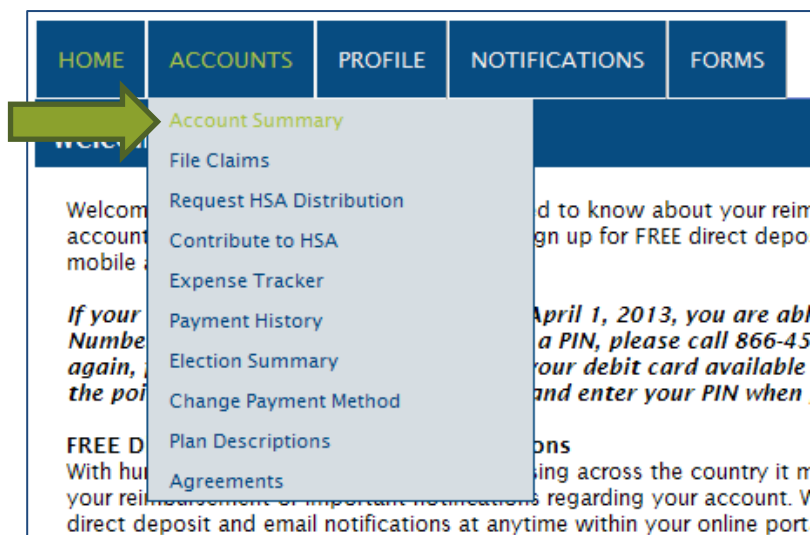 HOME ACCOUNTS PROFILE NOTIFICATIONS FORMS
Account Summary
File Claims
Request HSA Distribution
Contribute to HSA
Expense Tracker
Payment History
Election Summary
Change Payment Method
Plan Descriptions
Agreements
Welcom d to know about your reim
account gn up for FREE direct depo
mobile
If your April 1, 2013, you are abl
Numbe a PIN, please call 866-45
again, your debit card available
the poi and enter your PIN when
FREE D ons
With hur sing across the country it m
your reimbursement or important notifications regarding your account. W
direct deposit and email notifications at anytime within your online port